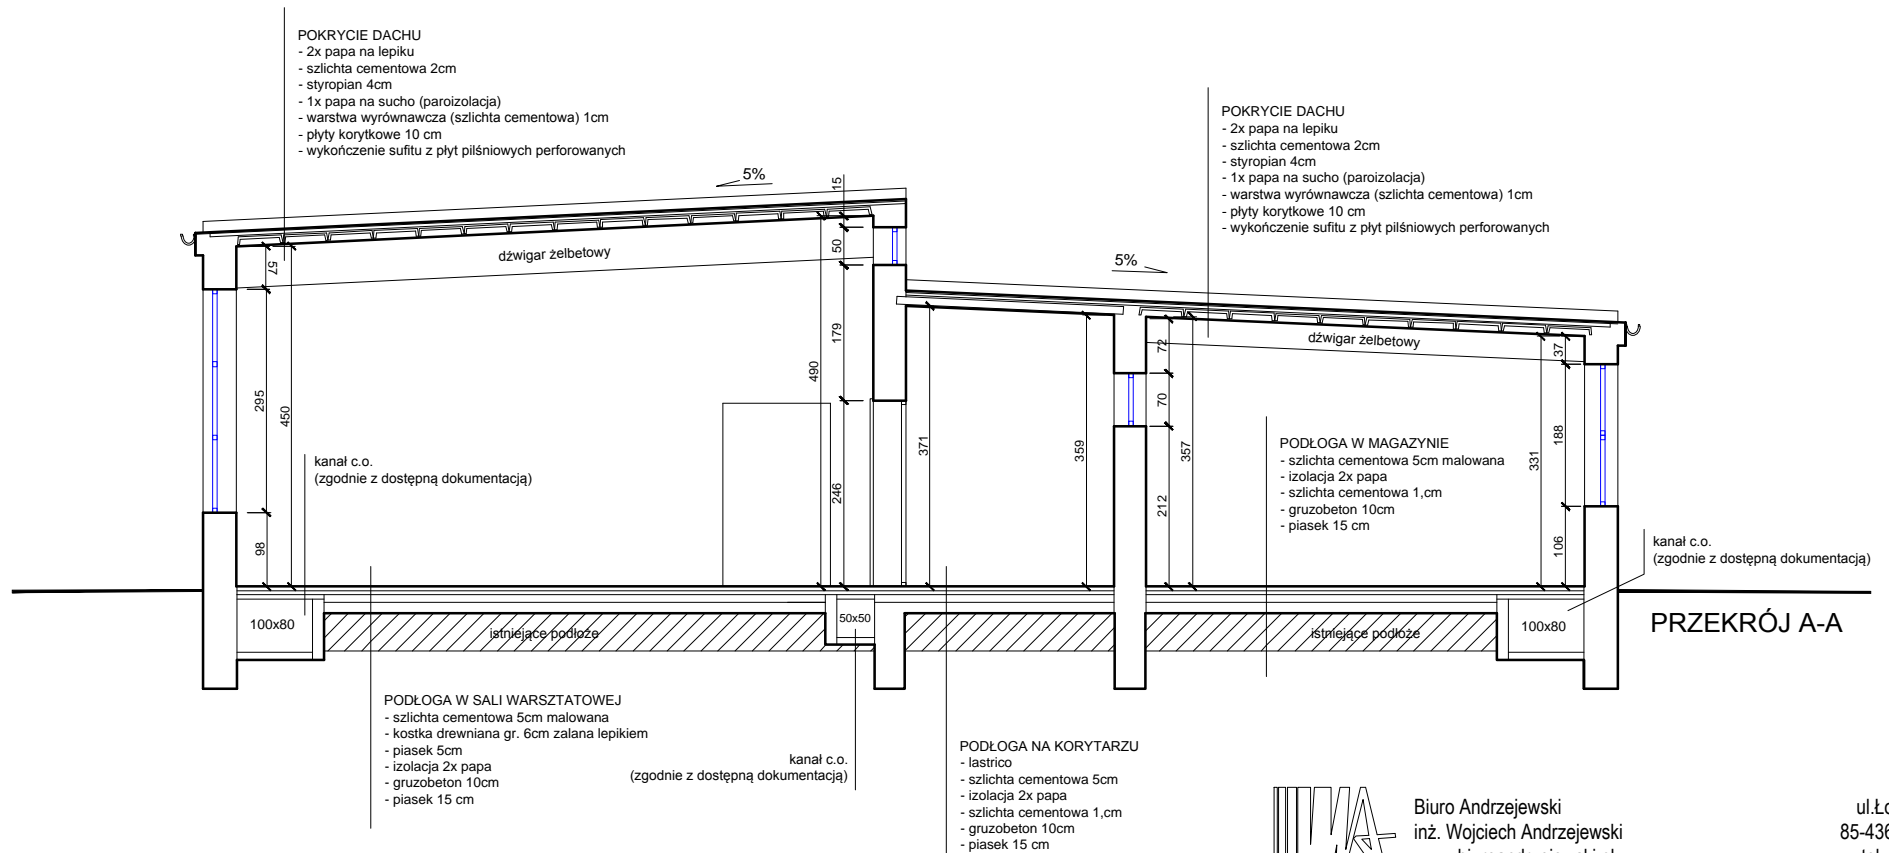 POKRYCIE DACHU
- 2x papa na lepiku
- szlichta cementowa 2cm
- styropian 4cm
- 1x papa na sucho (paroizolacja)
- warstwa wyrównawcza (szlichta cementowa) 1cm
- płyty korytkowe 10 cm
- wykończenie sufitu z płyt pilśniowych perforowanych
POKRYCIE DACHU
- 2x papa na lepiku
- szlichta cementowa 2cm
- styropian 4cm
- 1x papa na sucho (paroizolacja)
- warstwa wyrównawcza (szlichta cementowa) 1cm
- płyty korytkowe 10 cm
- wykończenie sufitu z płyt pilśniowych perforowanych
5%
15
50
57
dźwigar żelbetowy
5%
179
490
295
450
98
246
371
359
72
70
357
212
dźwigar żelbetowy
37
188
331
106
kanał c.o.
(zgodnie z dostępną dokumentacją)
PODŁOGA W MAGAZYNIE
- szlichta cementowa 5cm malowana
- izolacja 2x papa
- szlichta cementowa 1,cm
- gruzobeton 10cm
- piasek 15 cm
kanał c.o.
(zgodnie z dostępną dokumentacją)
100x80
istniejące podłoże
50x50
istniejące podłoże
100x80
PRZEKRÓJ A-A
PODŁOGA W SALI WARSZTATOWEJ
- szlichta cementowa 5cm malowana
- kostka drewniana gr. 6cm zalana lepikiem
- piasek 5cm
- izolacja 2x papa
- gruzobeton 10cm
- piasek 15 cm
kanał c.o.
(zgodnie z dostępną dokumentacją)
PODŁOGA NA KORYTARZU
- lastrico
- szlichta cementowa 5cm
- izolacja 2x papa
- szlichta cementowa 1,cm
- gruzobeton 10cm
- piasek 15 cm
Biuro Andrzejewski
inż. Wojciech Andrzejewski
ul.Ło
85-436